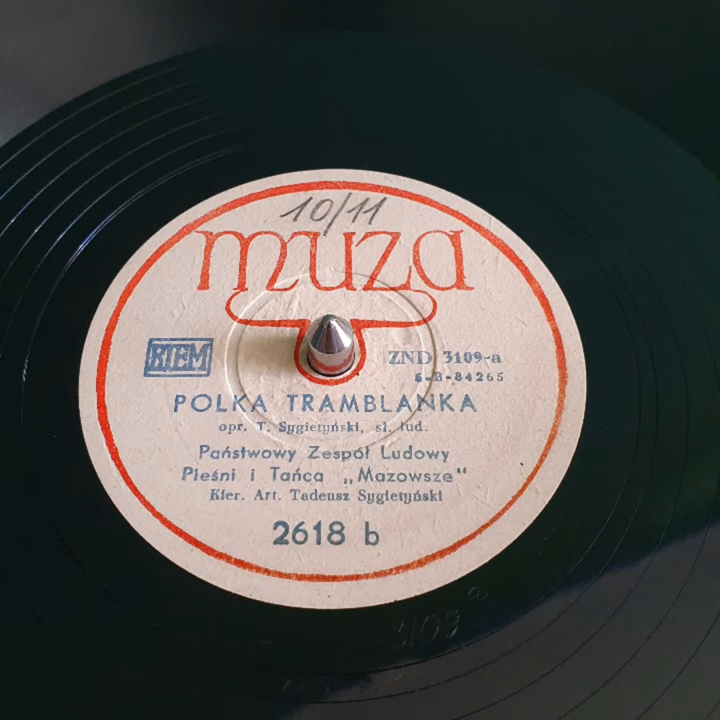 10/11
muza
BIEM
ZND 3109-a
5-B-84265
POLKA TRAMBLANKA
opr. T. Sygietyński, sł. lud.
Państwowy Zespół Ludowy
Pieśni i Tańca „Mazowsze"
Kier. Art. Tadeusz Sygietyński
2618 b
3109 a